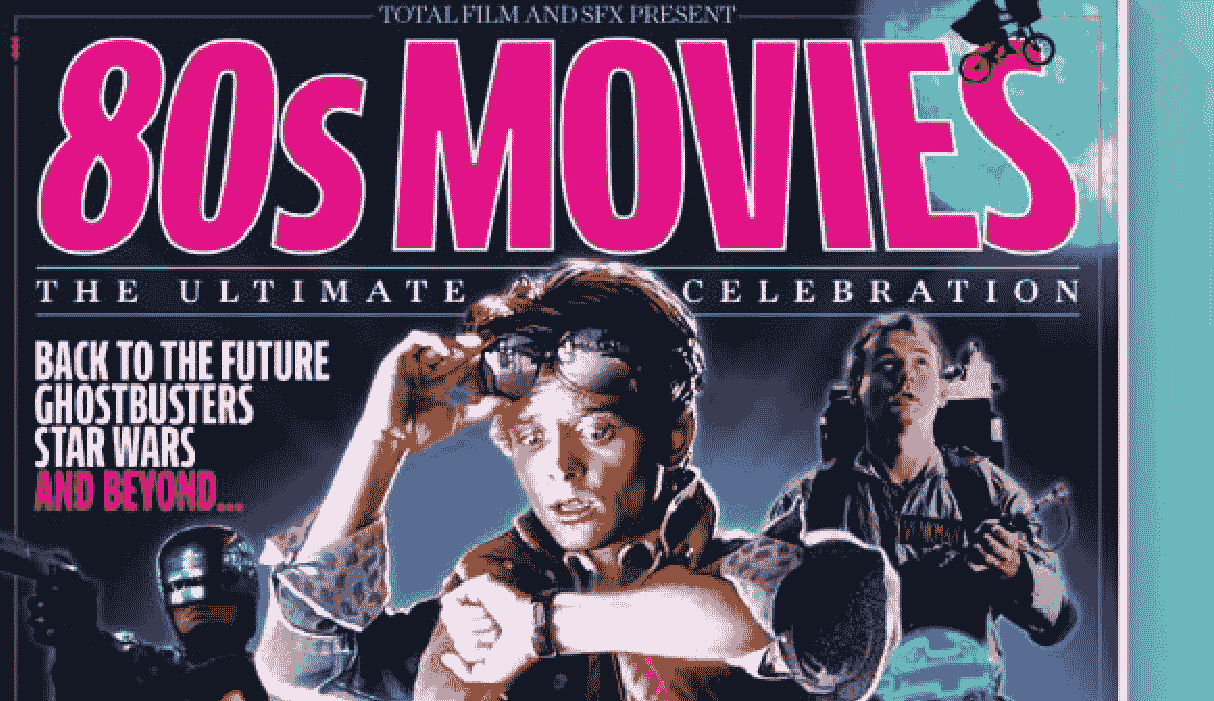 TOTAL FILM AND SFX PRESENT
80s MOVIES
THE ULTIMATE CELEBRATION
BACK TO THE FUTURE
GHOSTBUSTERS
STAR WARS
AND BEYOND...